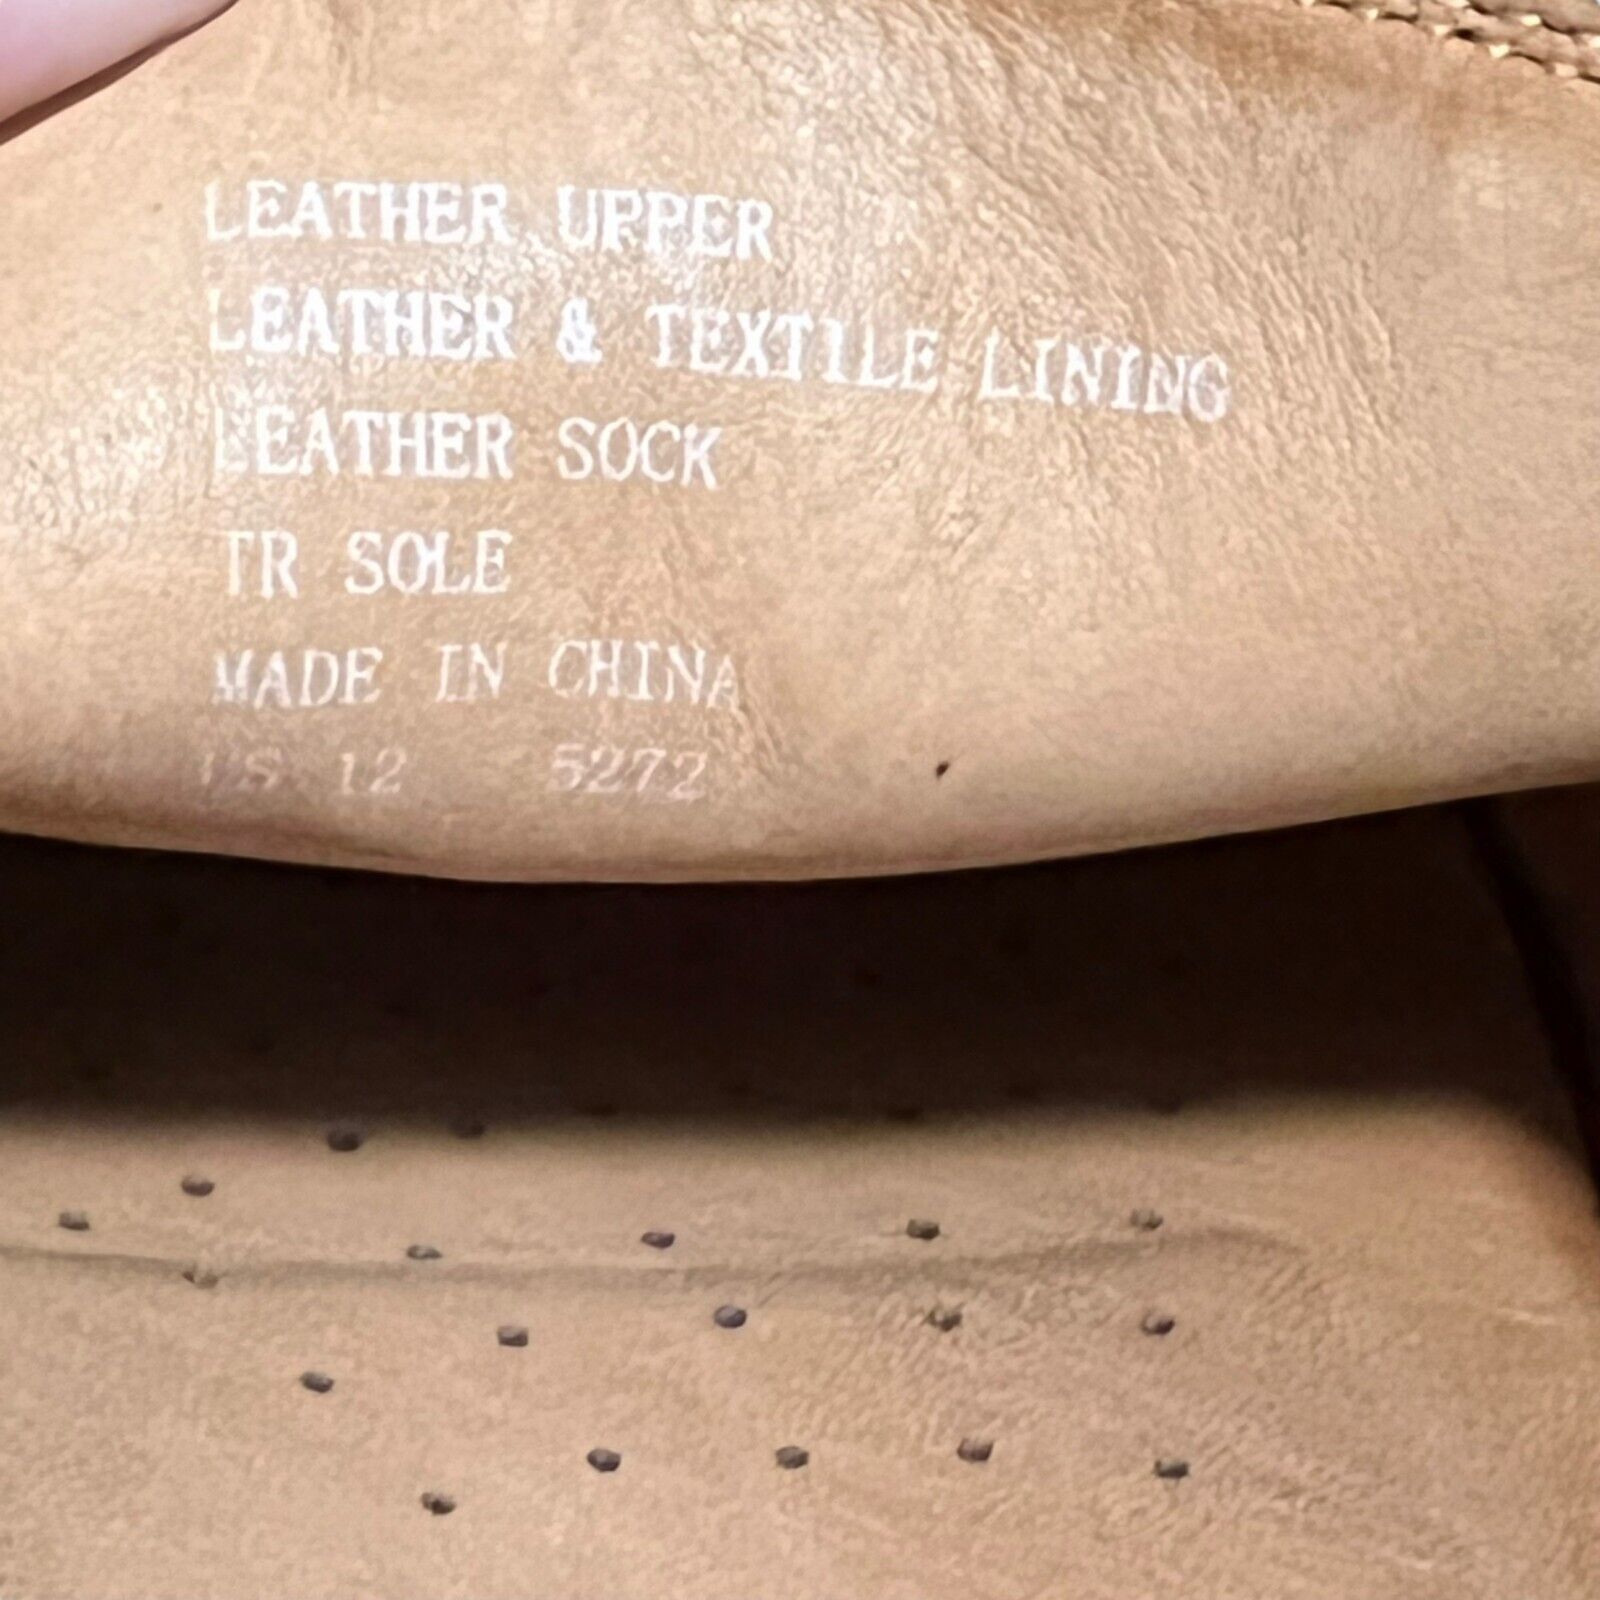 LEATHER UPPER
LEATHER & TEXTILE LINING
LEATHER SOCK
TR SOLE
MADE IN CHINA
US 12 5272